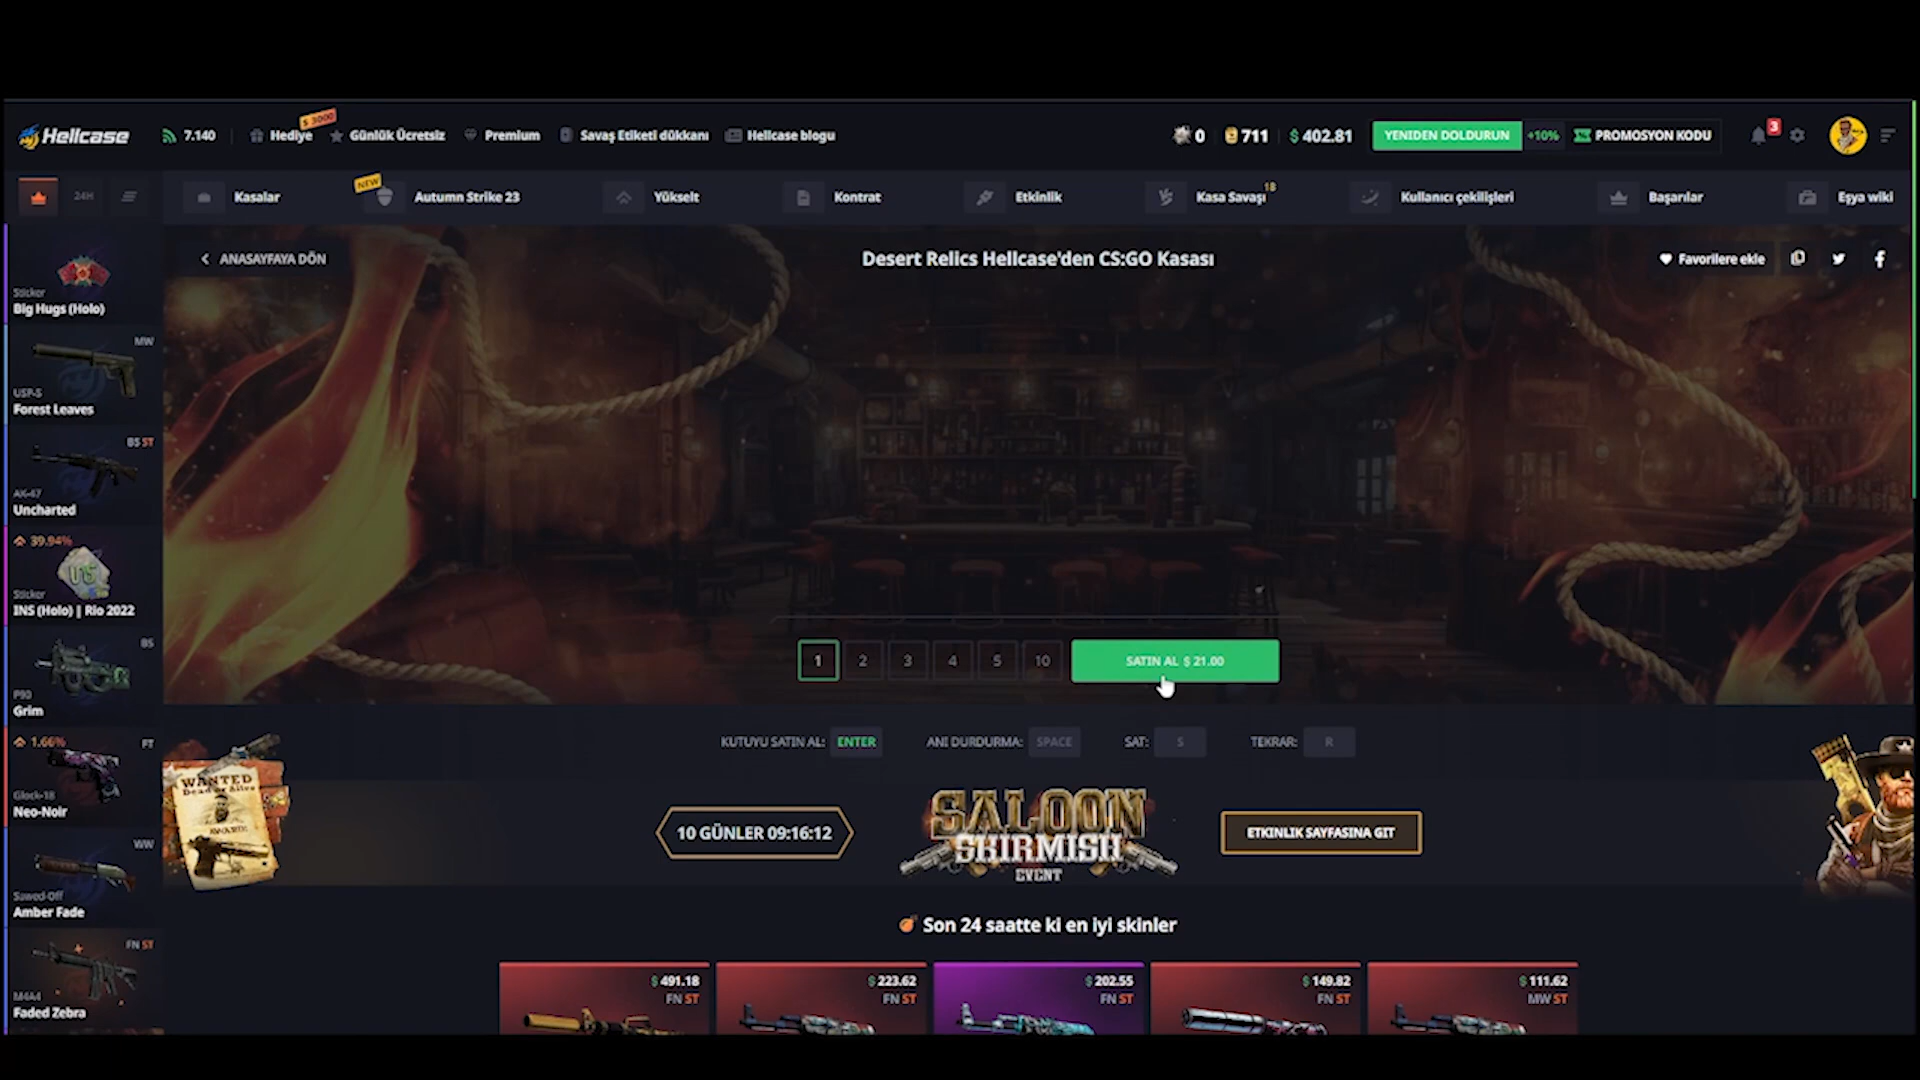 Hellcase
7.140
Hediye
$ 3000
Günlük Ücretsiz
Premium
Savaş Etiketi dükkanı
Hellcase blogu
0
711
$ 402.81
YENIDEN DOLDURUN
+10%
PROMOSYON KODU
3
24H
Kasalar
NEW
Autumn Strike 23
Yükselt
Kontrat
Etkinlik
Kasa Savaşı
18
Kullanıcı çekilişleri
Başarılar
Eşya wiki
ANASAYFAYA DÖN
Desert Relics Hellcase'den CS:GO Kasası
Favorilere ekle
Sticker
Big Hugs (Holo)
MW
USP-S
Forest Leaves
BS ST
AK-47
Uncharted
39.94%
Sticker
INS (Holo) | Rio 2022
BS
P90
Grim
1.66%
FT
Glock-18
Neo-Noir
WW
Sawed-Off
Amber Fade
FN ST
M4A4
Faded Zebra
1 2 3 4 5 10
SATIN AL $ 21.00
KUTUYU SATIN AL: ENTER
ANI DURDURMA: SPACE
SAT: S
TEKRAR: R
WANTED
Dead or Alive
10 GÜNLER 09:16:12
SALOON
SKIRMISH
EVENT
ETKINLIK SAYFASINA GIT
Son 24 saatte ki en iyi skinler
$ 491.18
FN ST
$ 223.62
FN ST
$ 202.55
FN ST
$ 149.82
FN ST
$ 111.62
MW ST